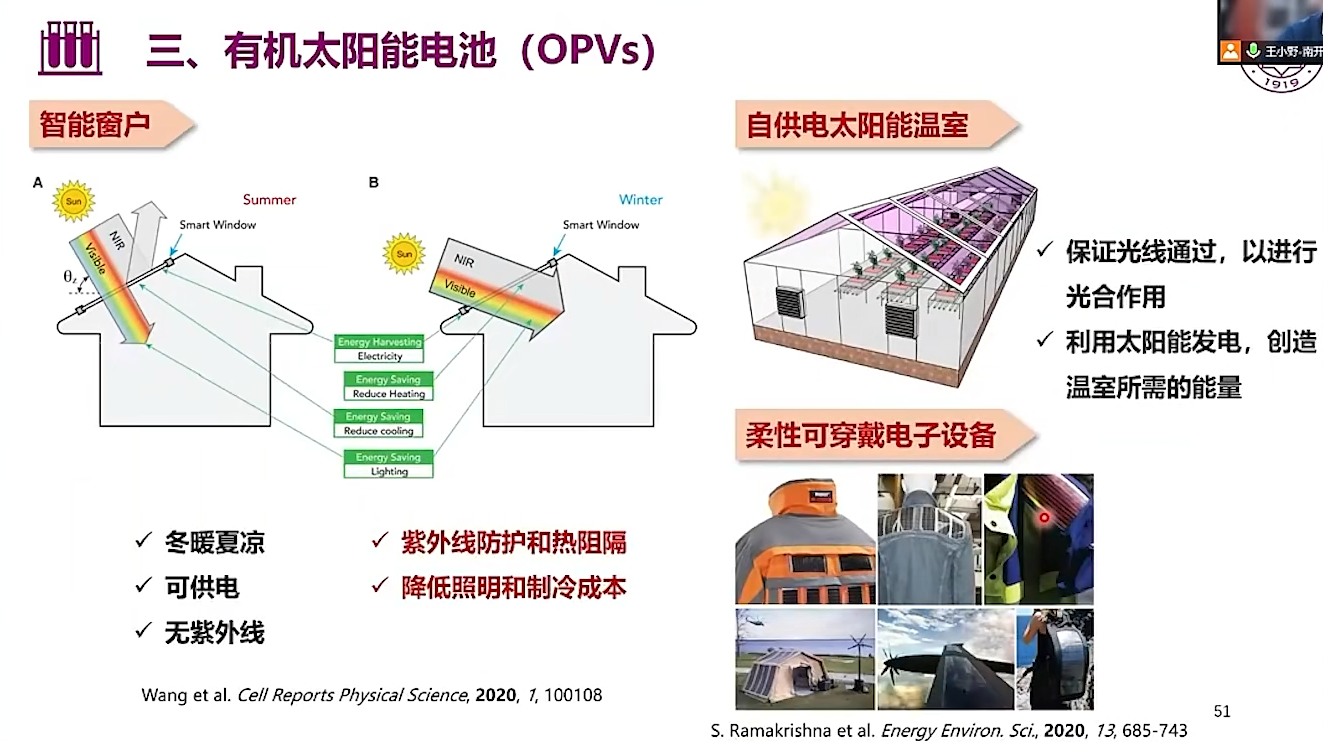 三、有机太阳能电池（OPVs）
王小野-南开
1919
智能窗户
A
Sun
NIR
Visible
θ
Summer
Smart Window
B
Sun
NIR
Visible
Winter
Smart Window
Energy Harvesting
Electricity
Energy Saving
Reduce Heating
Energy Saving
Reduce cooling
Energy Saving
Lighting
✓ 冬暖夏凉
✓ 可供电
✓ 无紫外线
✓ 紫外线防护和热阻隔
✓ 降低照明和制冷成本
Wang et al. Cell Reports Physical Science, 2020, 1, 100108
自供电太阳能温室
✓ 保证光线通过，以进行
光合作用
✓ 利用太阳能发电，创造
温室所需的能量
柔性可穿戴电子设备
S. Ramakrishna et al. Energy Environ. Sci., 2020, 13, 685-743
51